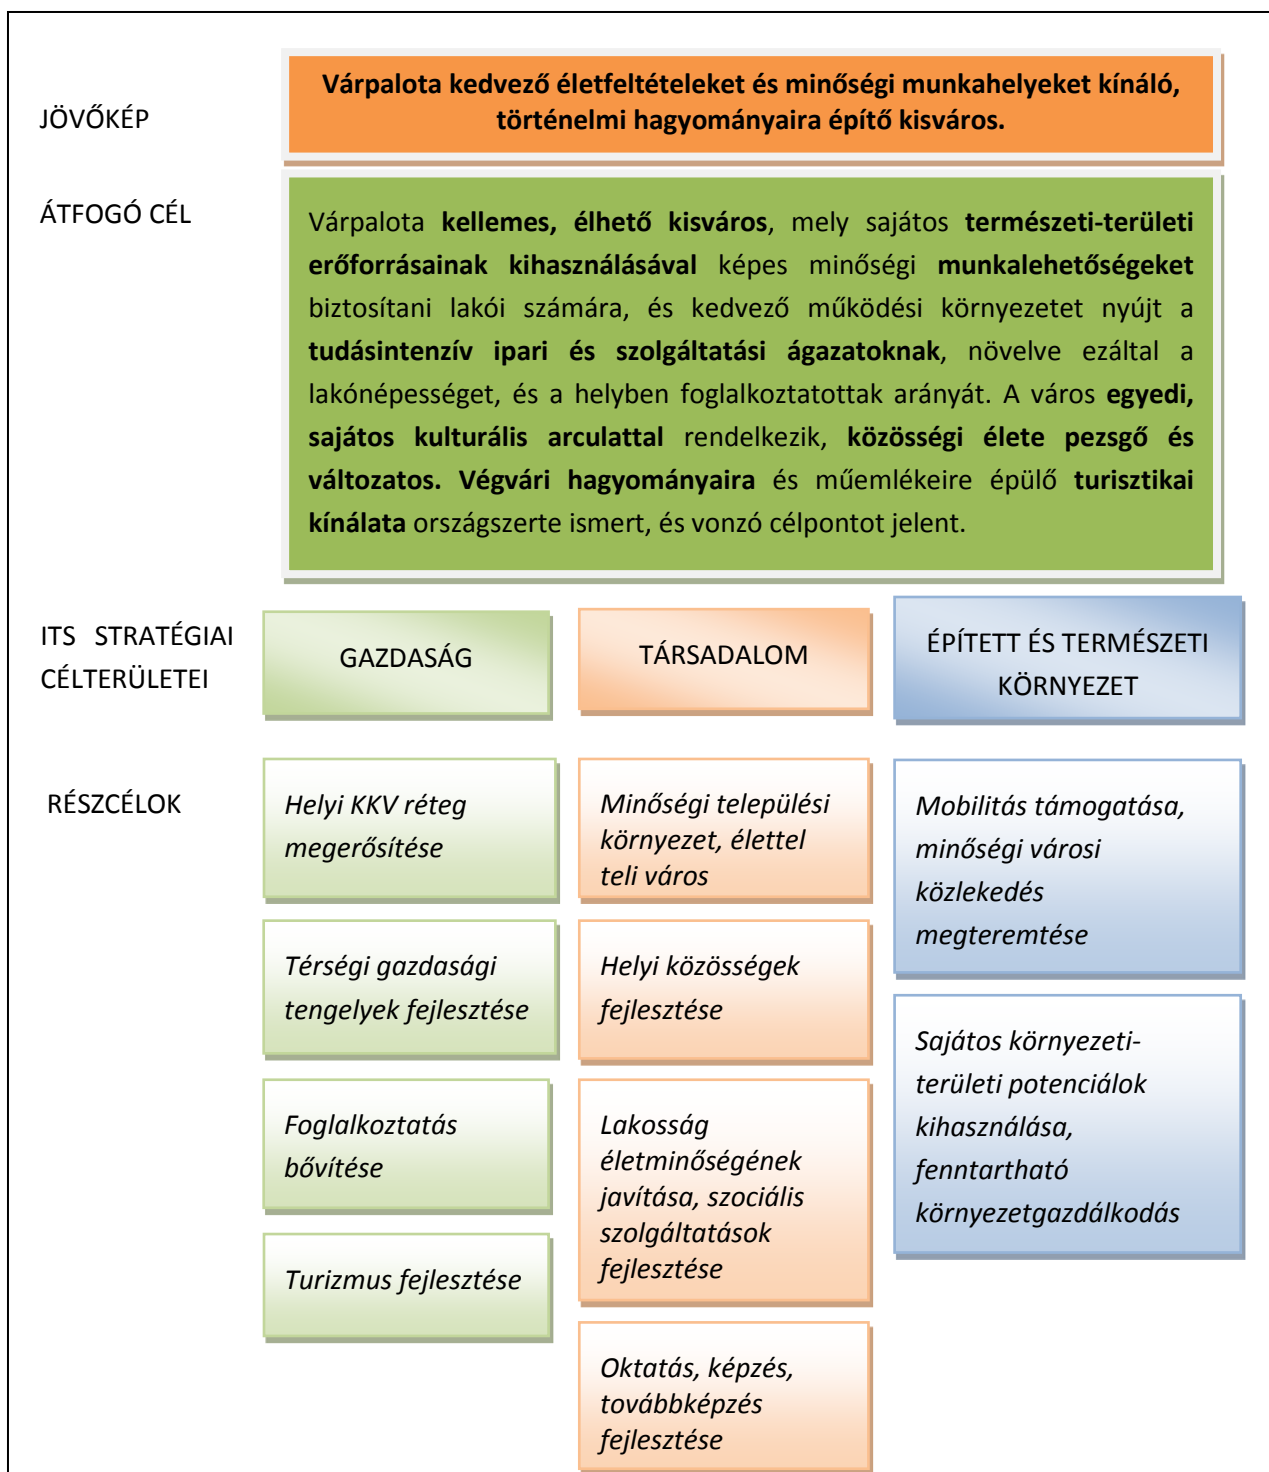 JÖVŐKÉP
Várpalota kedvező életfeltételeket és minőségi munkahelyeket kínáló,
történelmi hagyományaira építő kisváros.
ÁTFOGÓ CÉL
Várpalota kellemes, élhető kisváros, mely sajátos természeti-területi
erőforrásainak kihasználásával képes minőségi munkalehetőségeket
biztosítani lakói számára, és kedvező működési környezetet nyújt a
tudásintenzív ipari és szolgáltatási ágazatoknak, növelve ezáltal a
lakónépességet, és a helyben foglalkoztatottak arányát. A város egyedi,
sajátos kulturális arculattal rendelkezik, közösségi élete pezsgő és
változatos. Végvári hagyományaira és műemlékeire épülő turisztikai
kínálata országszerte ismert, és vonzó célpontot jelent.
ITS STRATÉGIAI
CÉLTERÜLETEI
GAZDASÁG
TÁRSADALOM
ÉPÍTETT ÉS TERMÉSZETI
KÖRNYEZET
RÉSZCÉLOK
Helyi KKV réteg
megerősítése
Térségi gazdasági
tengelyek fejlesztése
Foglalkoztatás
bővítése
Turizmus fejlesztése
Minőségi települési
környezet, élettel
teli város
Helyi közösségek
fejlesztése
Lakosság
életminőségének
javítása, szociális
szolgáltatások
fejlesztése
Oktatás, képzés,
továbbképzés
fejlesztése
Mobilitás támogatása,
minőségi városi
közlekedés
megteremtése
Sajátos környezeti-
területi potenciálok
kihasználása,
fenntartható
környezetgazdálkodás